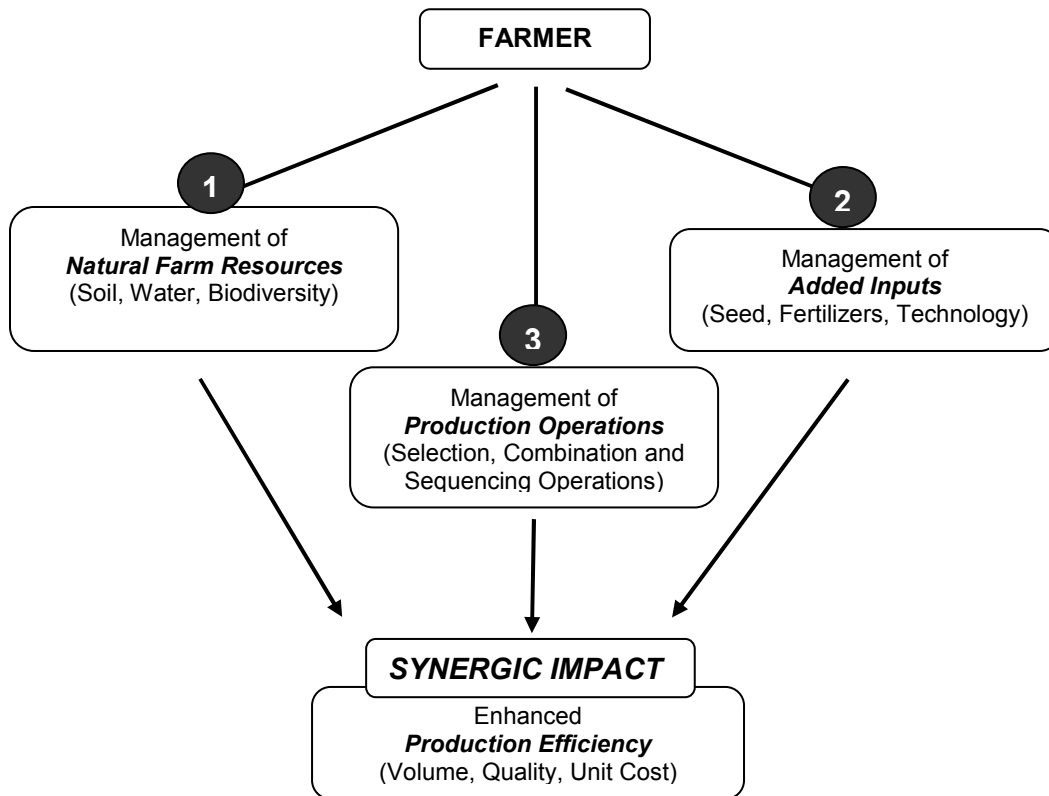 FARMER
1
Management of
Natural Farm Resources
(Soil, Water, Biodiversity)
2
Management of
Added Inputs
(Seed, Fertilizers, Technology)
3
Management of
Production Operations
(Selection, Combination and
Sequencing Operations)
SYNERGIC IMPACT
Enhanced
Production Efficiency
(Volume, Quality, Unit Cost)